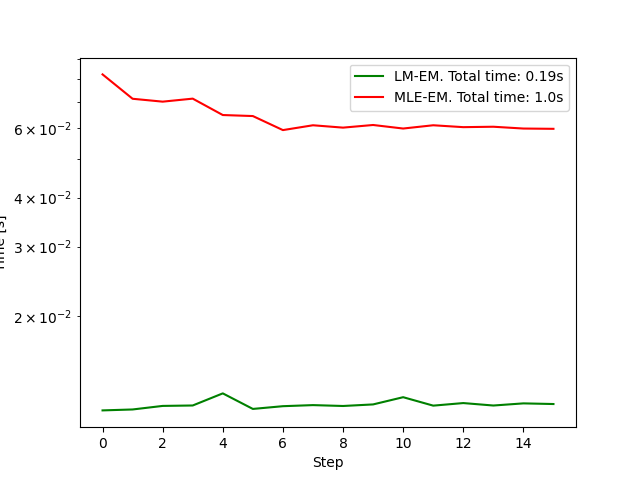 LM-EM. Total time: 0.19s
MLE-EM. Total time: 1.0s
6 × 10⁻²
4 × 10⁻²
3 × 10⁻²
2 × 10⁻²
[s]
0 2 4 6 8 10 12 14
Step